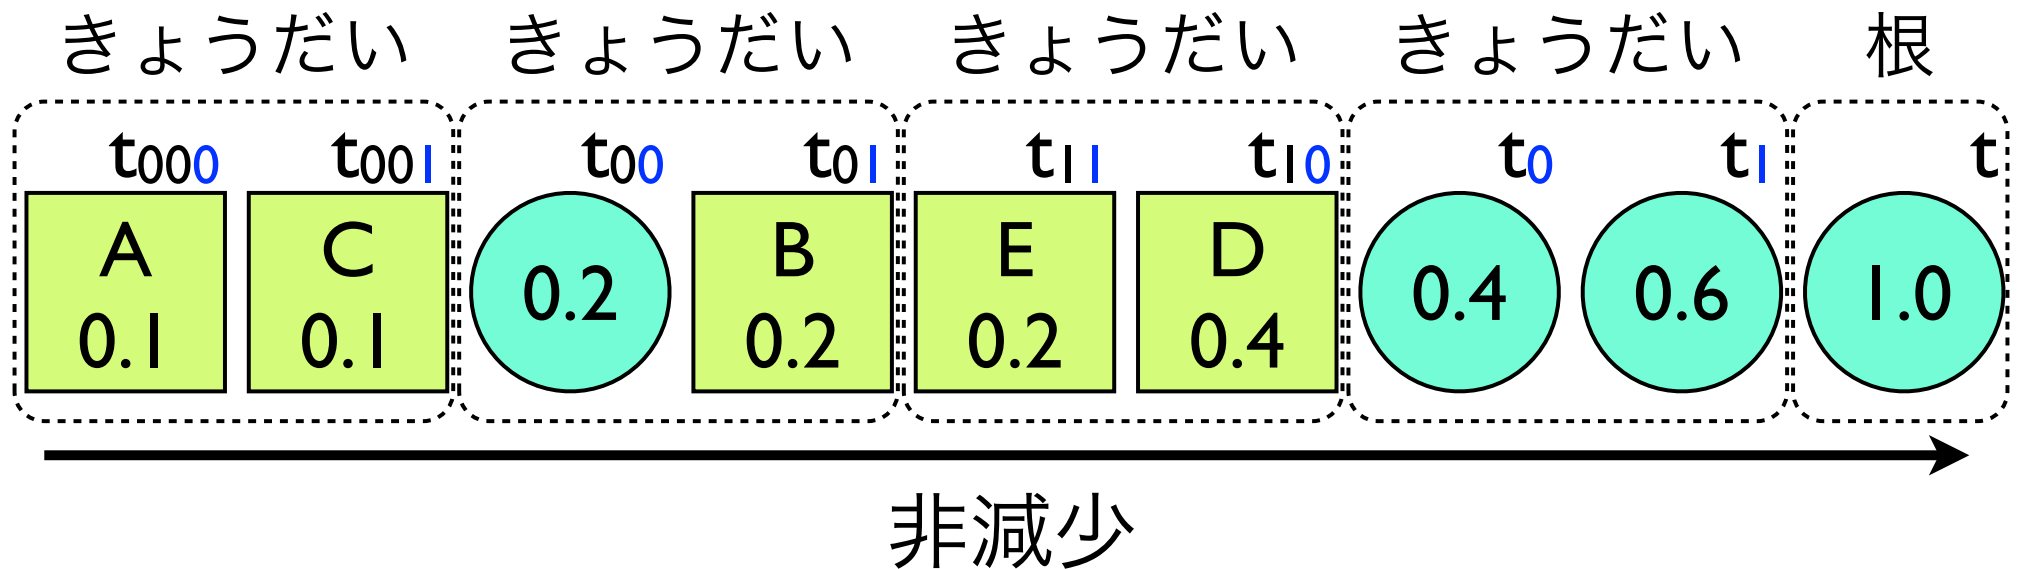 きょうだい きょうだい きょうだい きょうだい 根
t000 t001 t00 t01 t11 t10 t0 t1 t
A C B E D
0.2 0.4 0.6 1.0
0.1 0.1 0.2 0.2 0.4
非減少